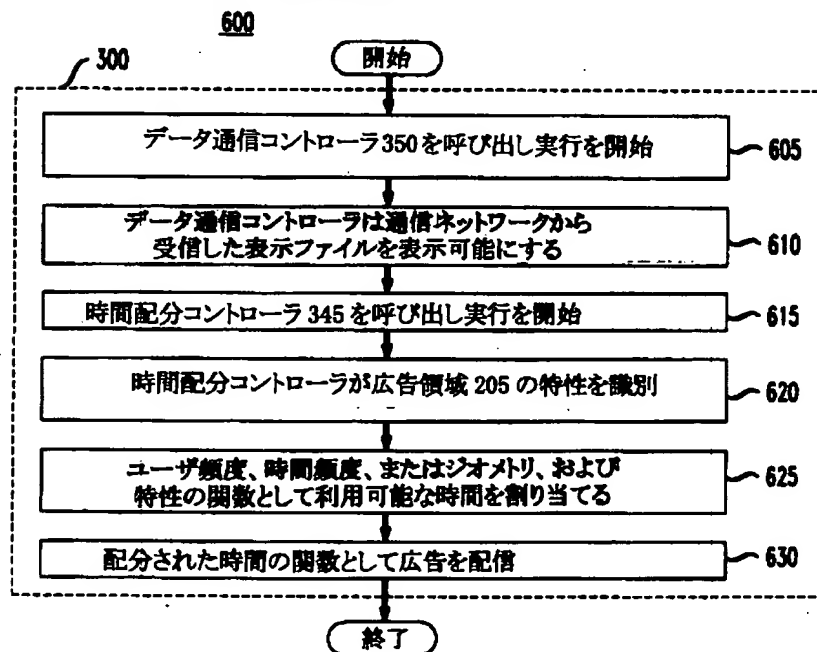 600
開始
300
データ通信コントローラ350を呼び出し実行を開始
605
データ通信コントローラは通信ネットワークから
受信した表示ファイルを表示可能にする
610
時間配分コントローラ345を呼び出し実行を開始
615
時間配分コントローラが広告領域205の特性を識別
620
ユーザ頻度、時間頻度、またはジオメトリ、および
特性の関数として利用可能な時間を割り当てる
625
配分された時間の関数として広告を配信
630
終了